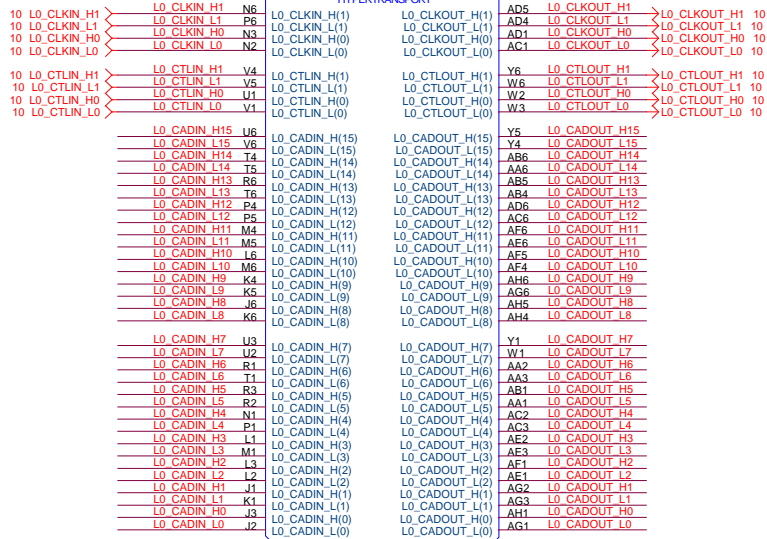 HYPERTRANSPORT
10 L0_CLKIN_H1 L0_CLKIN_H1 N6 L0_CLKIN_H(1) L0_CLKOUT_H(1) AD5 L0_CLKOUT_H1 L0_CLKOUT_H1 10
10 L0_CLKIN_L1 L0_CLKIN_L1 P6 L0_CLKIN_L(1) L0_CLKOUT_L(1) AD4 L0_CLKOUT_L1 L0_CLKOUT_L1 10
10 L0_CLKIN_H0 L0_CLKIN_H0 N3 L0_CLKIN_H(0) L0_CLKOUT_H(0) AD1 L0_CLKOUT_H0 L0_CLKOUT_H0 10
10 L0_CLKIN_L0 L0_CLKIN_L0 N2 L0_CLKIN_L(0) L0_CLKOUT_L(0) AC1 L0_CLKOUT_L0 L0_CLKOUT_L0 10
10 L0_CTLIN_H1 L0_CTLIN_H1 V4 L0_CTLIN_H(1) L0_CTLOUT_H(1) Y6 L0_CTLOUT_H1 L0_CTLOUT_H1 10
10 L0_CTLIN_L1 L0_CTLIN_L1 V5 L0_CTLIN_L(1) L0_CTLOUT_L(1) W6 L0_CTLOUT_L1 L0_CTLOUT_L1 10
10 L0_CTLIN_H0 L0_CTLIN_H0 U1 L0_CTLIN_H(0) L0_CTLOUT_H(0) W2 L0_CTLOUT_H0 L0_CTLOUT_H0 10
10 L0_CTLIN_L0 L0_CTLIN_L0 V1 L0_CTLIN_L(0) L0_CTLOUT_L(0) W3 L0_CTLOUT_L0 L0_CTLOUT_L0 10
L0_CADIN_H15 U6 L0_CADIN_H(15) L0_CADOUT_H(15) Y5 L0_CADOUT_H15
L0_CADIN_L15 V6 L0_CADIN_L(15) L0_CADOUT_L(15) Y4 L0_CADOUT_L15
L0_CADIN_H14 T4 L0_CADIN_H(14) L0_CADOUT_H(14) AB6 L0_CADOUT_H14
L0_CADIN_L14 T5 L0_CADIN_L(14) L0_CADOUT_L(14) AA6 L0_CADOUT_L14
L0_CADIN_H13 R6 L0_CADIN_H(13) L0_CADOUT_H(13) AB5 L0_CADOUT_H13
L0_CADIN_L13 T6 L0_CADIN_L(13) L0_CADOUT_L(13) AB4 L0_CADOUT_L13
L0_CADIN_H12 P4 L0_CADIN_H(12) L0_CADOUT_H(12) AD6 L0_CADOUT_H12
L0_CADIN_L12 P5 L0_CADIN_L(12) L0_CADOUT_L(12) AC6 L0_CADOUT_L12
L0_CADIN_H11 M4 L0_CADIN_H(11) L0_CADOUT_H(11) AF6 L0_CADOUT_H11
L0_CADIN_L11 M5 L0_CADIN_L(11) L0_CADOUT_L(11) AE6 L0_CADOUT_L11
L0_CADIN_H10 L6 L0_CADIN_H(10) L0_CADOUT_H(10) AF5 L0_CADOUT_H10
L0_CADIN_L10 M6 L0_CADIN_L(10) L0_CADOUT_L(10) AF4 L0_CADOUT_L10
L0_CADIN_H9 K4 L0_CADIN_H(9) L0_CADOUT_H(9) AH6 L0_CADOUT_H9
L0_CADIN_L9 K5 L0_CADIN_L(9) L0_CADOUT_L(9) AG6 L0_CADOUT_L9
L0_CADIN_H8 J6 L0_CADIN_H(8) L0_CADOUT_H(8) AH5 L0_CADOUT_H8
L0_CADIN_L8 K6 L0_CADIN_L(8) L0_CADOUT_L(8) AH4 L0_CADOUT_L8
L0_CADIN_H7 U3 L0_CADIN_H(7) L0_CADOUT_H(7) Y1 L0_CADOUT_H7
L0_CADIN_L7 U2 L0_CADIN_L(7) L0_CADOUT_L(7) W1 L0_CADOUT_L7
L0_CADIN_H6 R1 L0_CADIN_H(6) L0_CADOUT_H(6) AA2 L0_CADOUT_H6
L0_CADIN_L6 T1 L0_CADIN_L(6) L0_CADOUT_L(6) AA3 L0_CADOUT_L6
L0_CADIN_H5 R3 L0_CADIN_H(5) L0_CADOUT_H(5) AB1 L0_CADOUT_H5
L0_CADIN_L5 R2 L0_CADIN_L(5) L0_CADOUT_L(5) AA1 L0_CADOUT_L5
L0_CADIN_H4 N1 L0_CADIN_H(4) L0_CADOUT_H(4) AC2 L0_CADOUT_H4
L0_CADIN_L4 P1 L0_CADIN_L(4) L0_CADOUT_L(4) AC3 L0_CADOUT_L4
L0_CADIN_H3 L1 L0_CADIN_H(3) L0_CADOUT_H(3) AE2 L0_CADOUT_H3
L0_CADIN_L3 M1 L0_CADIN_L(3) L0_CADOUT_L(3) AE3 L0_CADOUT_L3
L0_CADIN_H2 L3 L0_CADIN_H(2) L0_CADOUT_H(2) AF1 L0_CADOUT_H2
L0_CADIN_L2 L2 L0_CADIN_L(2) L0_CADOUT_L(2) AE1 L0_CADOUT_L2
L0_CADIN_H1 J1 L0_CADIN_H(1) L0_CADOUT_H(1) AG2 L0_CADOUT_H1
L0_CADIN_L1 K1 L0_CADIN_L(1) L0_CADOUT_L(1) AG3 L0_CADOUT_L1
L0_CADIN_H0 J3 L0_CADIN_H(0) L0_CADOUT_H(0) AH1 L0_CADOUT_H0
L0_CADIN_L0 J2 L0_CADIN_L(0) L0_CADOUT_L(0) AG1 L0_CADOUT_L0